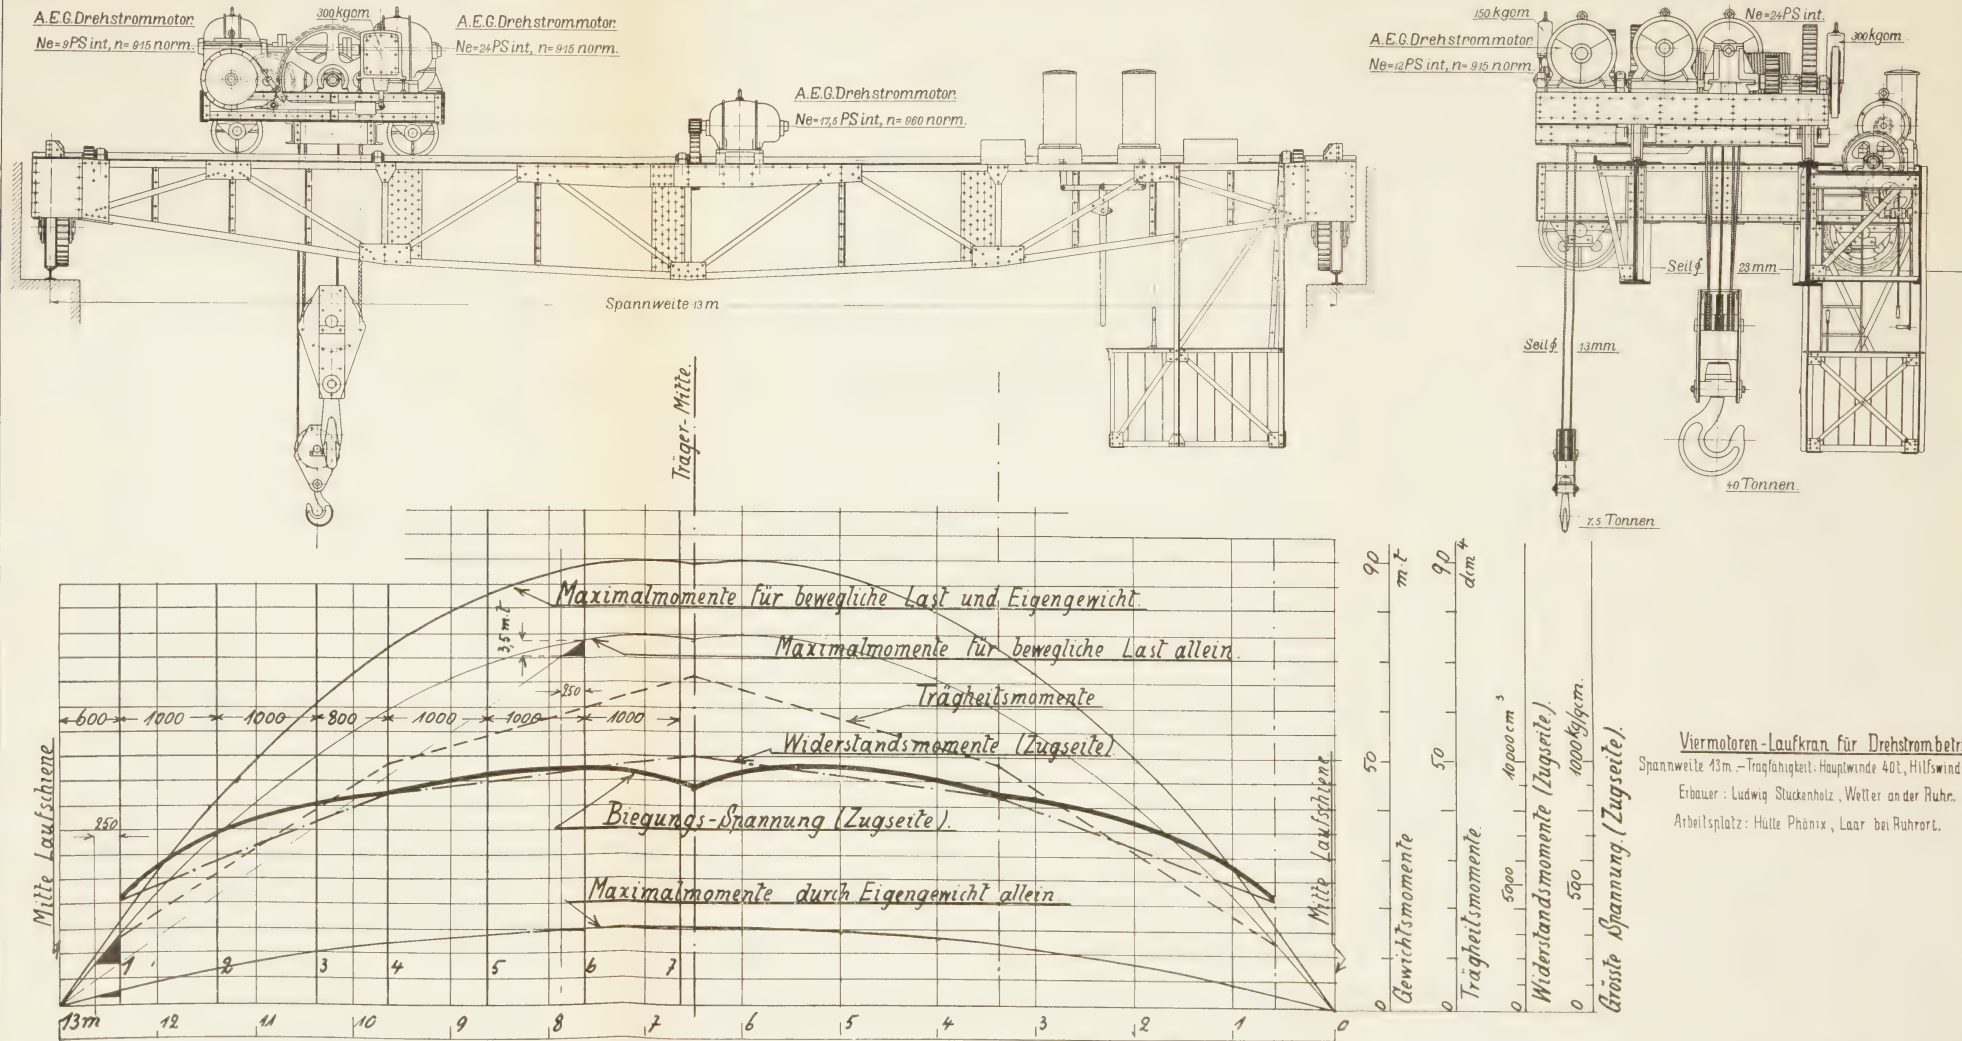 A.E.G. Drehstrommotor.
Ne=9PS int, n=915 norm.
300kgcm
A.E.G. Drehstrommotor.
Ne=24PS int, n=915 norm.
A.E.G. Drehstrommotor.
Ne=17,5 PS int, n=960 norm.
Spannweite 13 m
150 kgcm
A.E.G. Drehstrommotor.
Ne=12PS int, n=915 norm.
Ne=24PS int.
300kgcm
Seil ϕ 23 mm
Seil ϕ 13 mm
40 Tonnen.
7,5 Tonnen
Träger-Mitte.
Maximalmomente für bewegliche Last und Eigengewicht.
3,5 m.t
Maximalmomente für bewegliche Last allein.
250
Trägheitsmomente
600 1000 1000 800 1000 1000 1000
Widerstandsmomente (Zugseite)
Biegungs-Spannung (Zugseite).
250
Maximalmomente durch Eigengewicht allein
Mitte Laufschiene
Mitte Laufschiene
1 2 3 4 5 6 7
13m 12 11 10 9 8 7 6 5 4 3 2 1 0
90 m.t
50
0
Gewichtsmomente
90 dm⁴
50
0
Trägheitsmomente.
10000 cm³
5000
0
Widerstandsmomente (Zugseite.)
1000 Kg/qcm.
500
0
Grösste Spannung. (Zugseite).
Viermotoren-Laufkran für Drehstrombetr
Spannweite 13m.–Tragfähigkeit: Hauptwinde 40t., Hilfswind
Erbauer: Ludwig Stuckenholz, Wetter an der Ruhr.
Arbeitsplatz: Hütte Phönix, Laar bei Ruhrort.